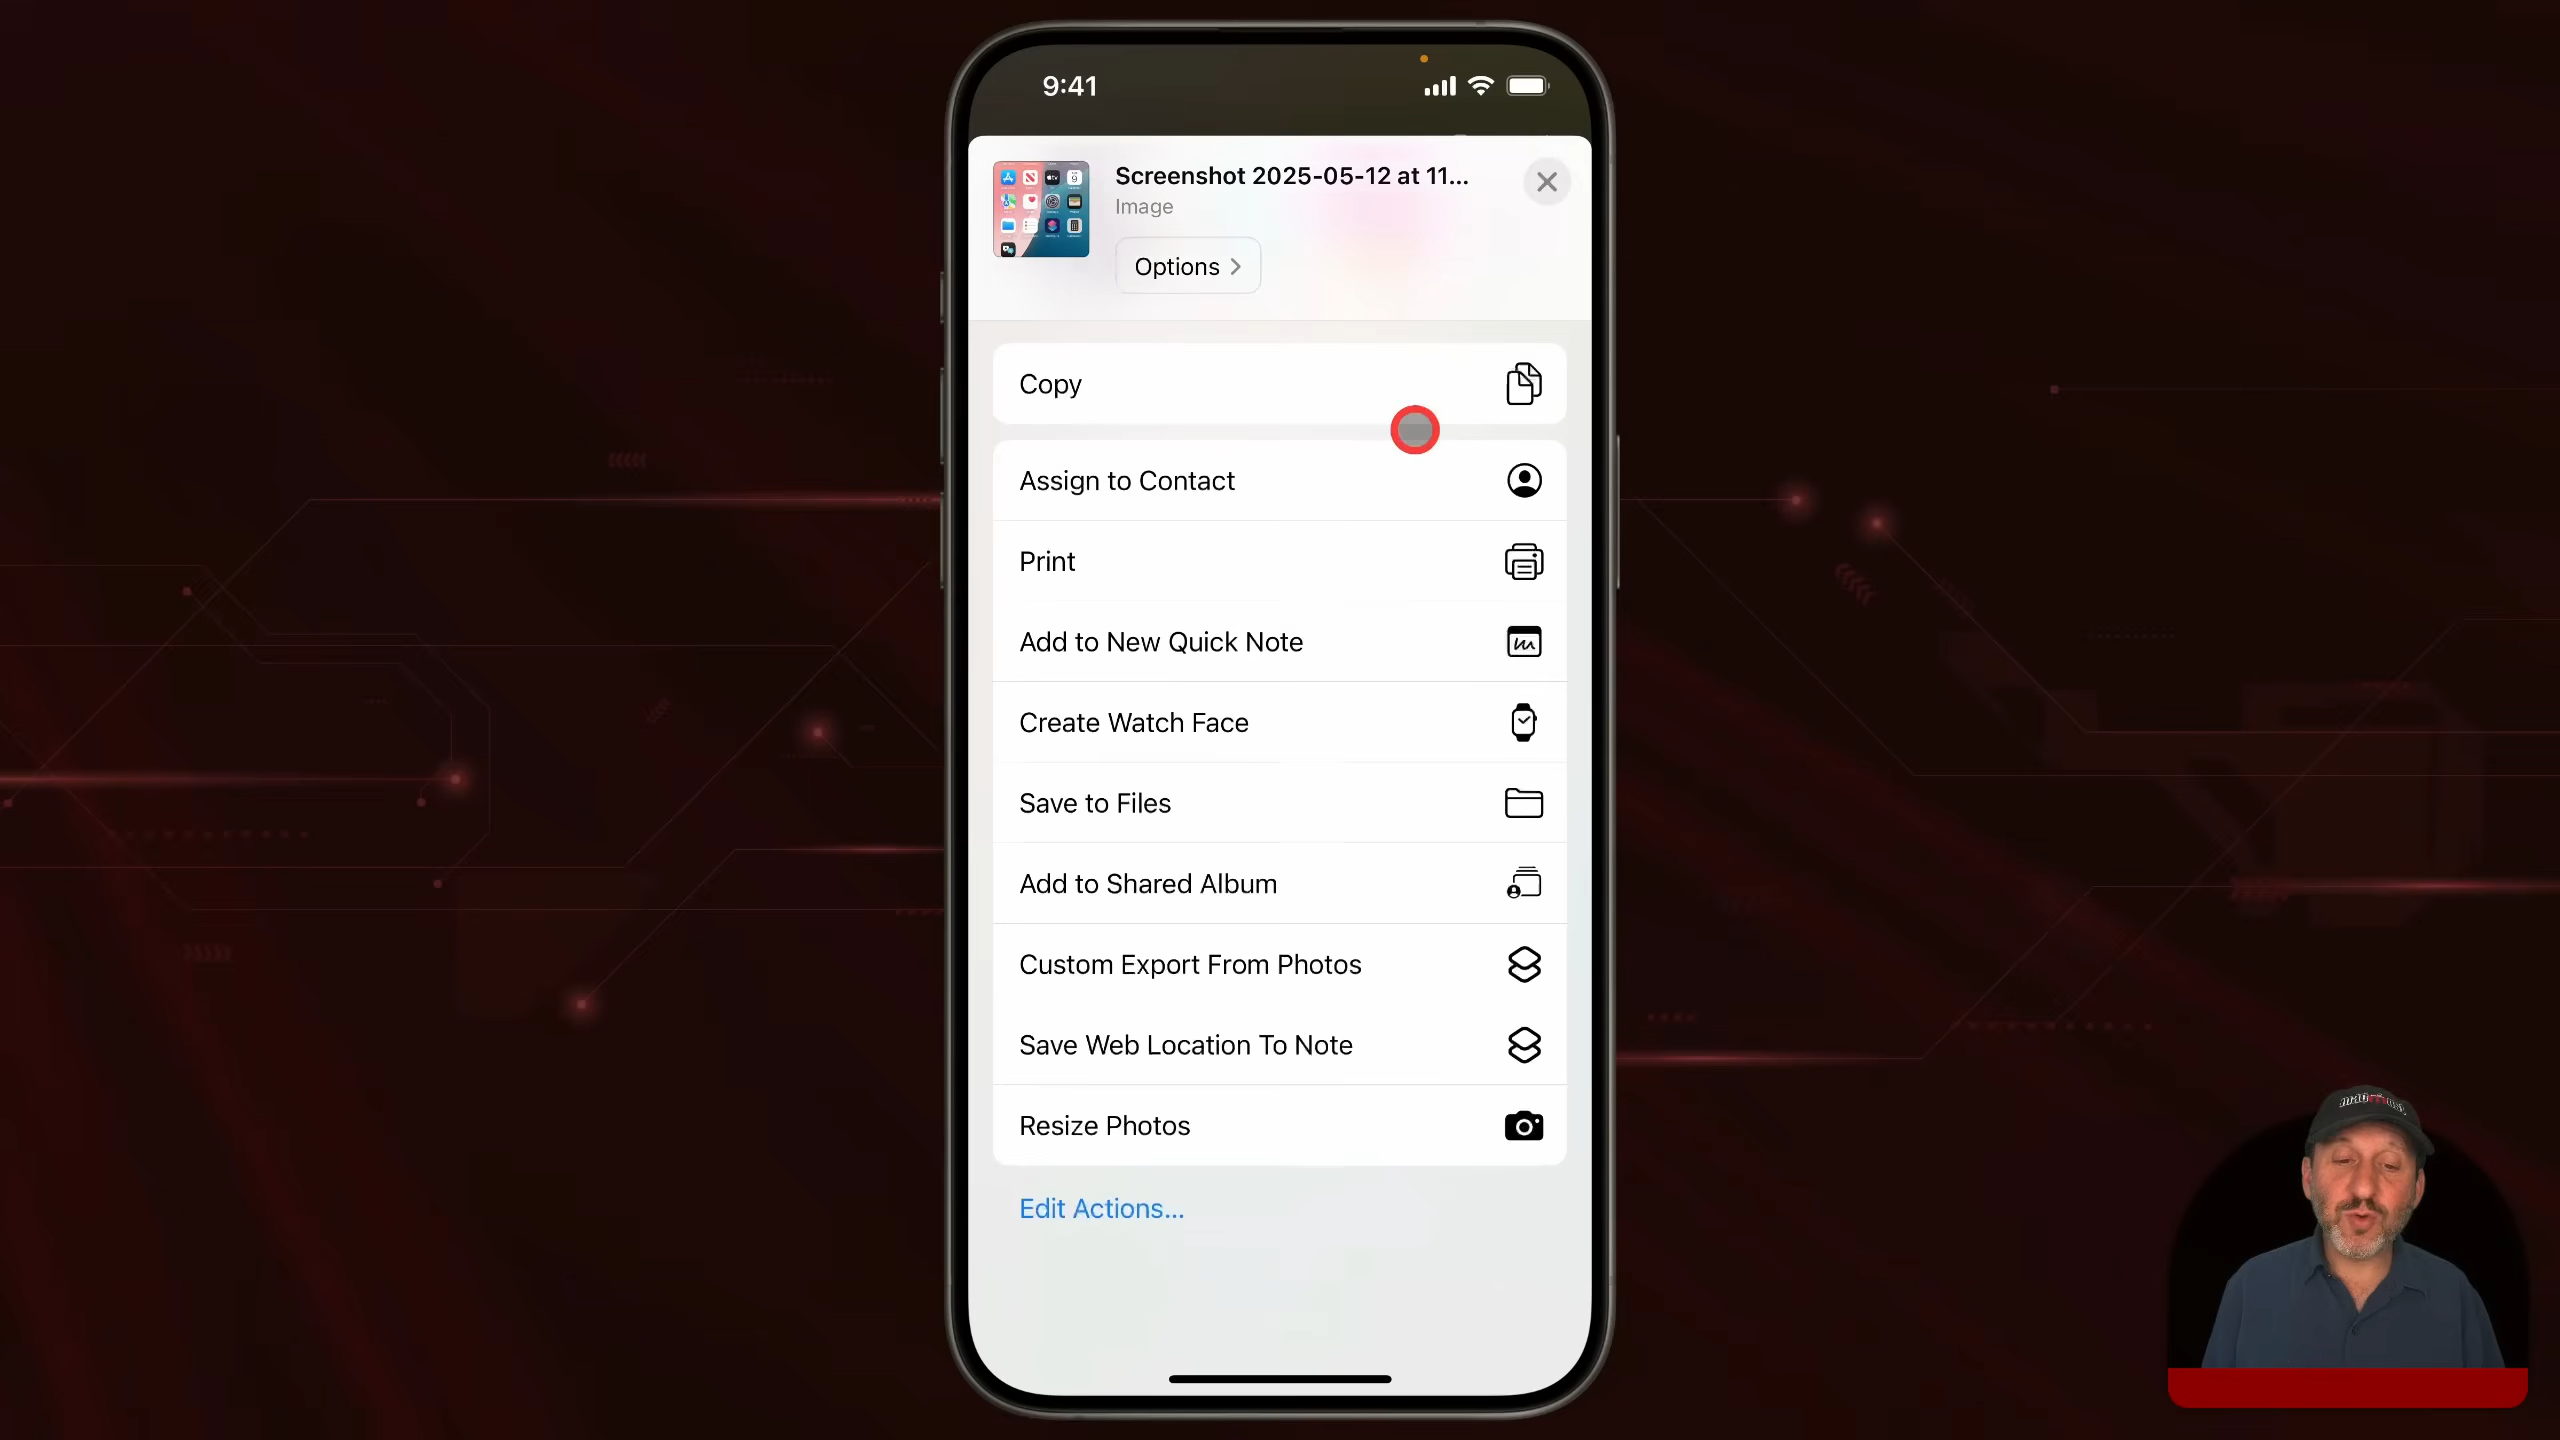 9:41
Screenshot 2025-05-12 at 11...
Image
Options
Copy
Assign to Contact
Print
Add to New Quick Note
Create Watch Face
Save to Files
Add to Shared Album
Custom Export From Photos
Save Web Location To Note
Resize Photos
Edit Actions...